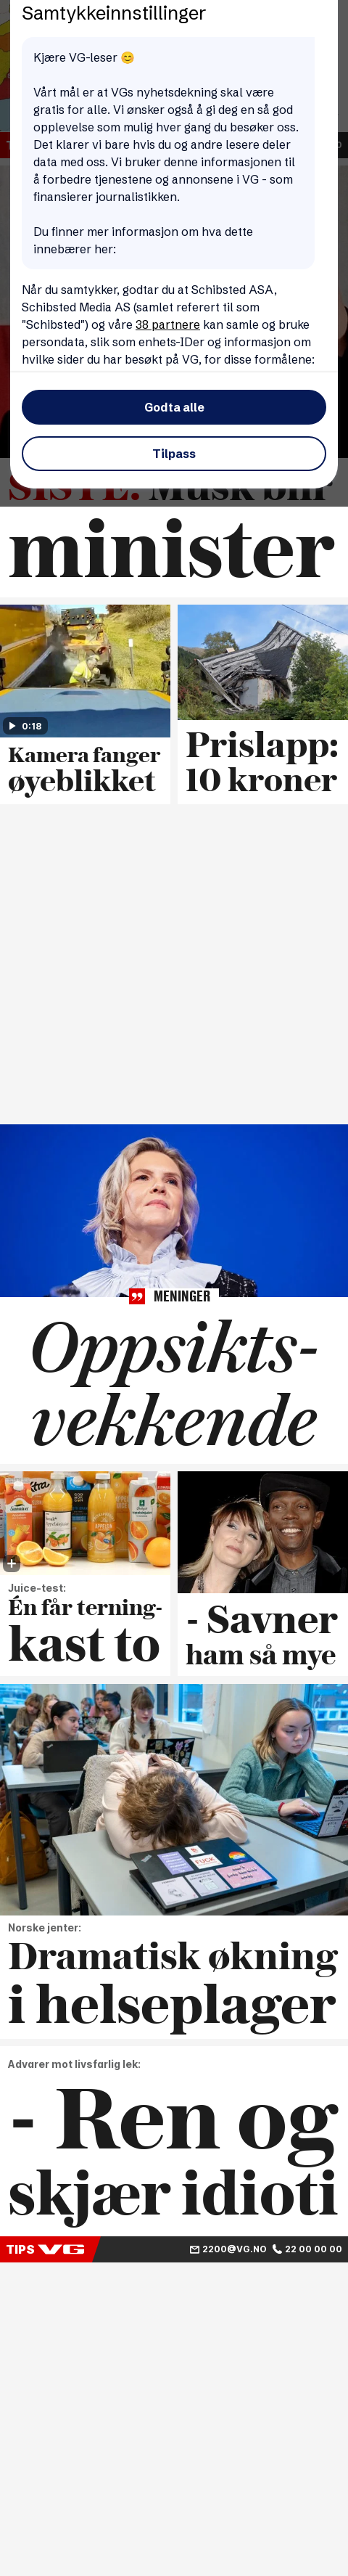 Samtykkeinnstillinger
Kjære VG-leser 😊
Vårt mål er at VGs nyhetsdekning skal være
gratis for alle. Vi ønsker også å gi deg en så god
opplevelse som mulig hver gang du besøker oss.
Det klarer vi bare hvis du og andre lesere deler
data med oss. Vi bruker denne informasjonen til
å forbedre tjenestene og annonsene i VG - som
finansierer journalistikken.
Du finner mer informasjon om hva dette
innebærer her:
Når du samtykker, godtar du at Schibsted ASA,
Schibsted Media AS (samlet referert til som
"Schibsted") og våre 38 partnere kan samle og bruke
persondata, slik som enhets-IDer og informasjon om
hvilke sider du har besøkt på VG, for disse formålene:
Godta alle
Tilpass
SISTE: Musk blir
minister
0:18
Kamera fanger
øyeblikket
Prislapp:
10 kroner
MENINGER
Oppsikts-
vekkende
Juice-test:
Én får terning-
kast to
- Savner
ham så mye
Norske jenter:
Dramatisk økning
i helseplager
Advarer mot livsfarlig lek:
- Ren og
skjær idioti
TIPS VG 2200@VG.NO 22 00 00 00